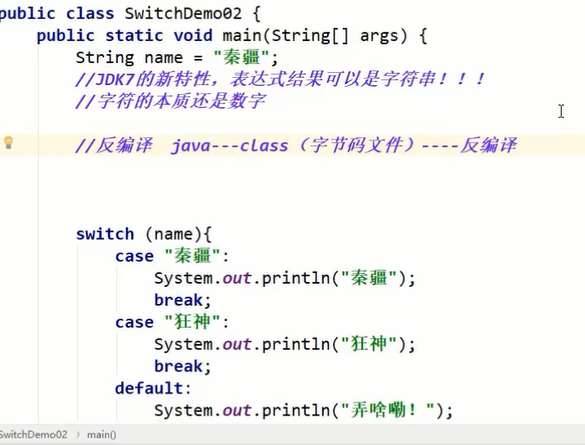 public class SwitchDemo02 {
public static void main(String[] args) {
String name = "秦疆";
//JDK7的新特性，表达式结果可以是字符串！！！
//字符的本质还是数字
//反编译 java---class（字节码文件）----反编译
switch (name){
case "秦疆":
System.out.println("秦疆");
break;
case "狂神":
System.out.println("狂神");
break;
default:
System.out.println("弄啥嘞！");
SwitchDemo02 › main()